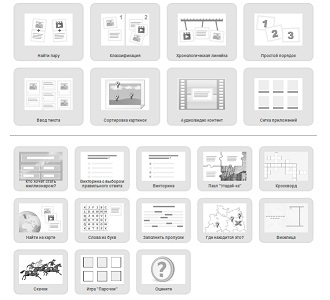 Найти пару
Классификация
Хронологическая линейка
Простой порядок
Ввод текста
Сортировка картинок
Аудио/видео контент
Сетка приложений
Кто хочет стать
миллионером?
Викторина с выбором
правильного ответа
Викторина
Пазл "Угадай-ка"
Кроссворд
Найти на карте
Слова из букв
Заполнить пропуски
Где находится это?
Виселица
Скачки
Игра "Парочки"
Оцените